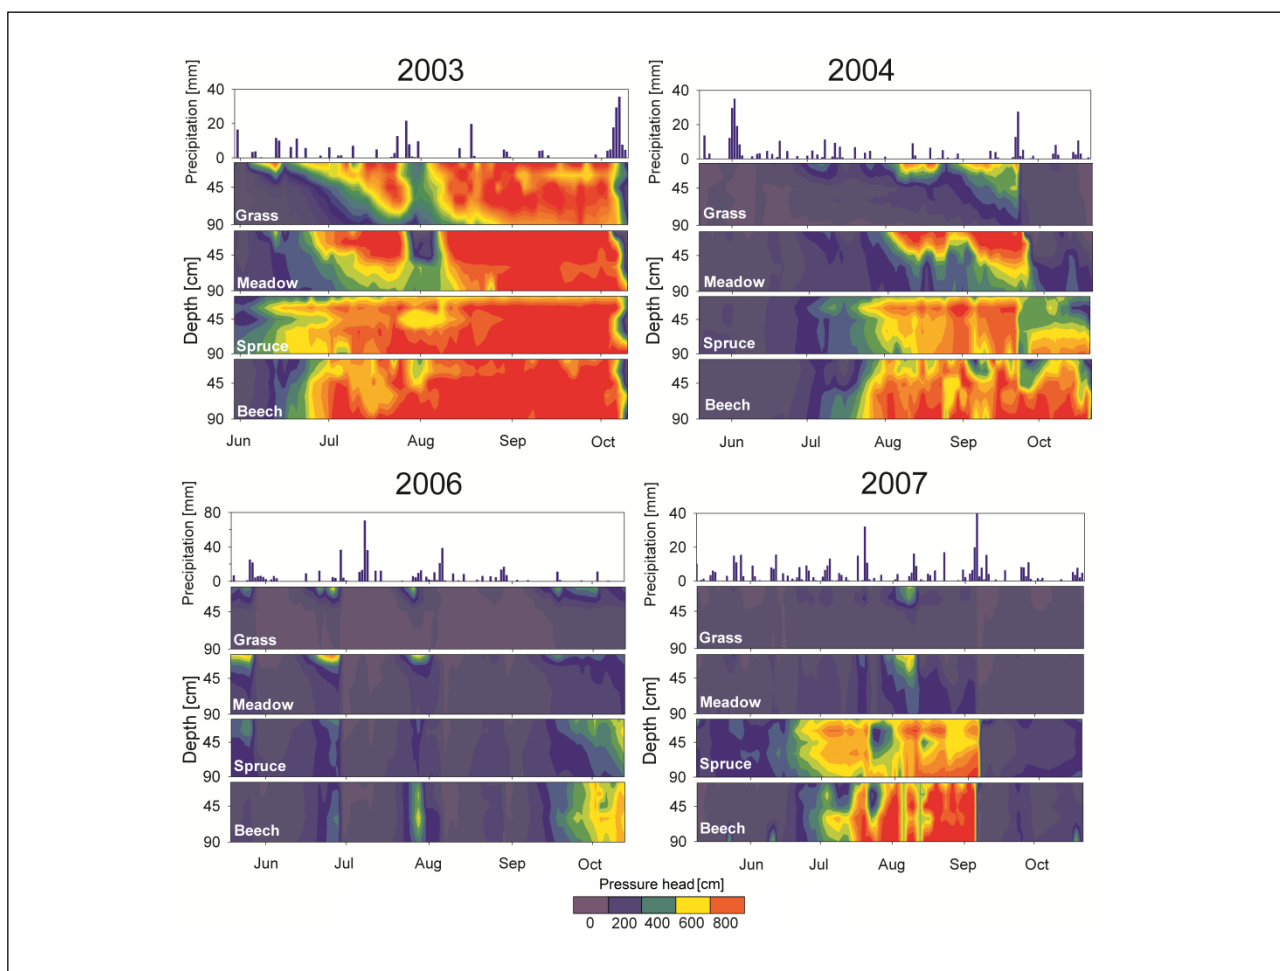 2003
Precipitation [mm]
40
20
0
45
90
Grass
45
90
Meadow
Depth [cm]
45
90
Spruce
45
90
Beech
Jun Jul Aug Sep Oct
2004
Precipitation [mm]
40
20
0
45
90
Grass
45
90
Meadow
Depth [cm]
45
90
Spruce
45
90
Beech
Jun Jul Aug Sep Oct
2006
Precipitation [mm]
80
40
0
45
90
Grass
45
90
Meadow
Depth [cm]
45
90
Spruce
45
90
Beech
Jun Jul Aug Sep Oct
2007
Precipitation [mm]
40
20
0
45
90
Grass
45
90
Meadow
Depth [cm]
45
90
Spruce
45
90
Beech
Jun Jul Aug Sep Oct
Pressure head [cm]
0 200 400 600 800